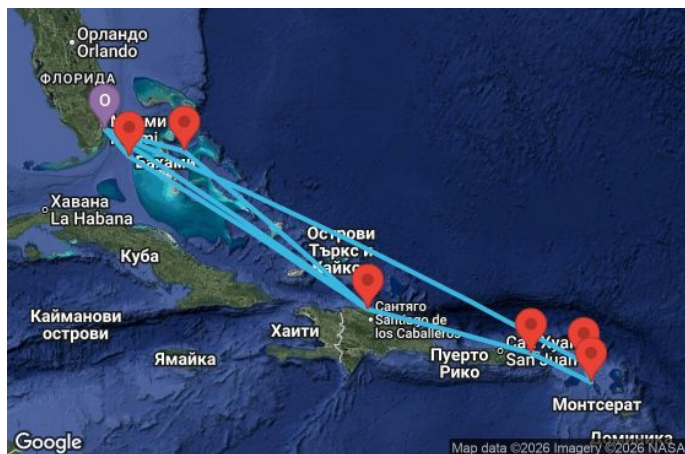 Орландо
Orlando
ФЛОРИДА
O
Хавана
La Habana
Куба
Острови
Търкс и
Кайманови
острови
Сантяго
Santiago de
los Caballeros
Хаити
Ямайка
Пуерто
Рико
San Juan
Монтсерат
Доминика
Google
Map data ©2026 Imagery ©2026 NASA